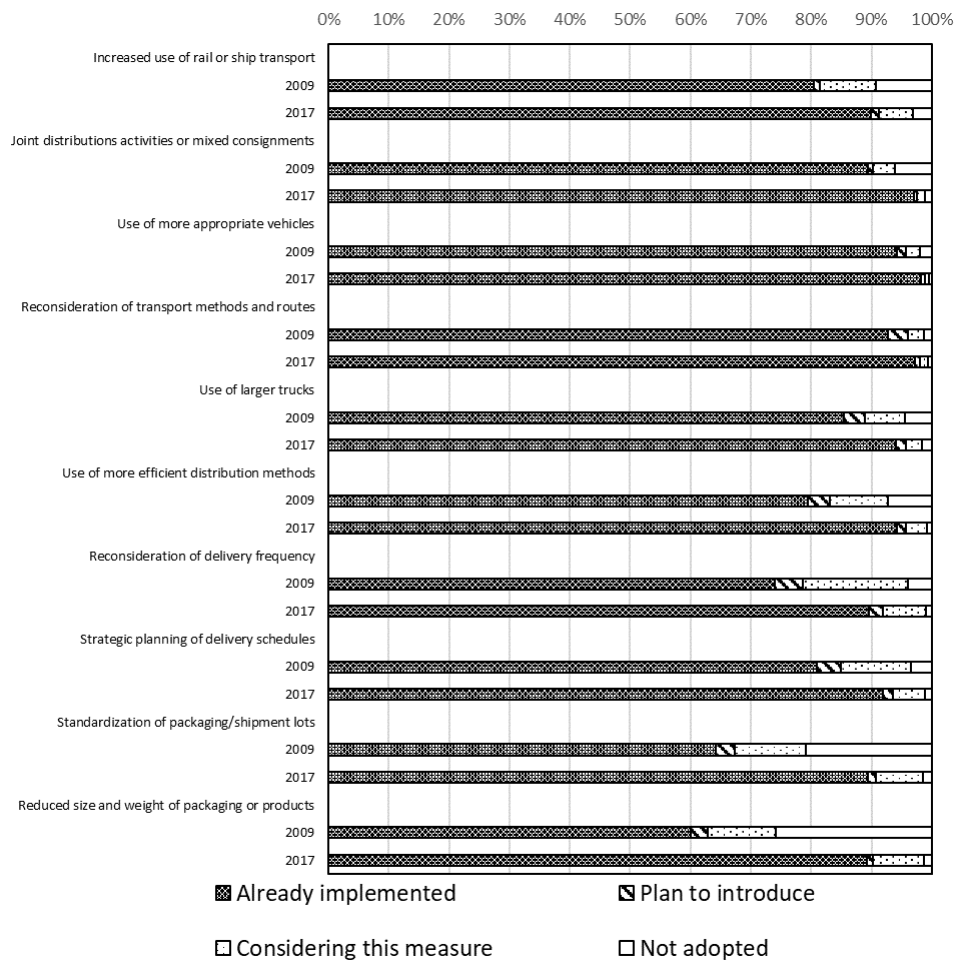 0% 10% 20% 30% 40% 50% 60% 70% 80% 90% 100%
Increased use of rail or ship transport
2009
2017
Joint distributions activities or mixed consignments
2009
2017
Use of more appropriate vehicles
2009
2017
Reconsideration of transport methods and routes
2009
2017
Use of larger trucks
2009
2017
Use of more efficient distribution methods
2009
2017
Reconsideration of delivery frequency
2009
2017
Strategic planning of delivery schedules
2009
2017
Standardization of packaging/shipment lots
2009
2017
Reduced size and weight of packaging or products
2009
2017
Already implemented Plan to introduce
Considering this measure Not adopted